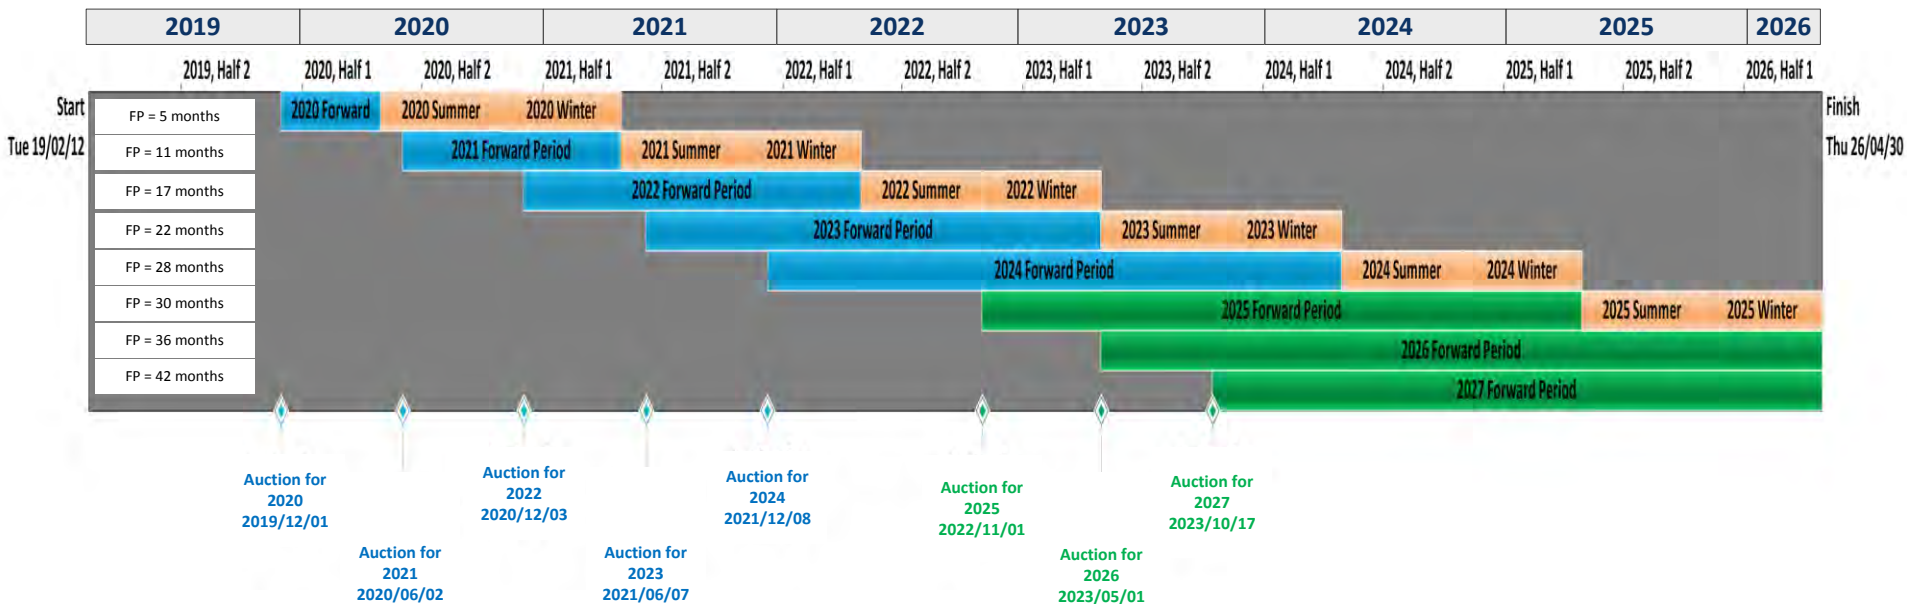 2019 2020 2021 2022 2023 2024 2025 2026
2019, Half 2 2020, Half 1 2020, Half 2 2021, Half 1 2021, Half 2 2022, Half 1 2022, Half 2 2023, Half 1 2023, Half 2 2024, Half 1 2024, Half 2 2025, Half 1 2025, Half 2 2026, Half 1
Start
Tue 19/02/12
Finish
Thu 26/04/30
FP = 5 months 2020 Forward 2020 Summer 2020 Winter
FP = 11 months 2021 Forward Period 2021 Summer 2021 Winter
FP = 17 months 2022 Forward Period 2022 Summer 2022 Winter
FP = 22 months 2023 Forward Period 2023 Summer 2023 Winter
FP = 28 months 2024 Forward Period 2024 Summer 2024 Winter
FP = 30 months 2025 Forward Period 2025 Summer 2025 Winter
FP = 36 months 2026 Forward Period
FP = 42 months 2027 Forward Period
Auction for
2020
2019/12/01
Auction for
2021
2020/06/02
Auction for
2022
2020/12/03
Auction for
2023
2021/06/07
Auction for
2024
2021/12/08
Auction for
2025
2022/11/01
Auction for
2026
2023/05/01
Auction for
2027
2023/10/17